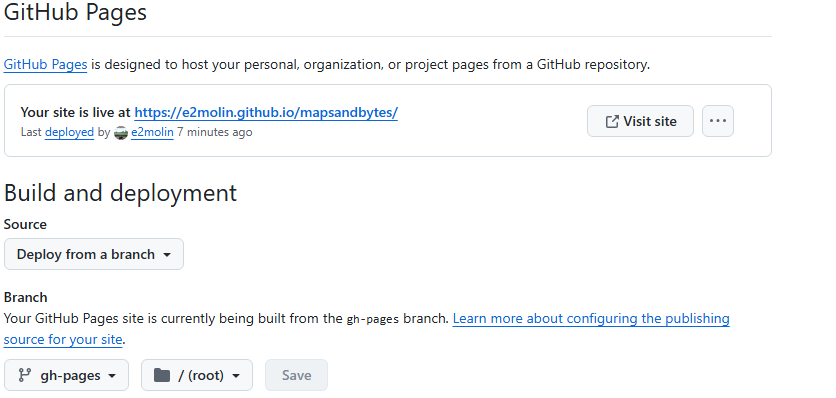 GitHub Pages
GitHub Pages is designed to host your personal, organization, or project pages from a GitHub repository.
Your site is live at https://e2molin.github.io/mapsandbytes/
Last deployed by e2molin 7 minutes ago
Visit site
Build and deployment
Source
Deploy from a branch
Branch
Your GitHub Pages site is currently being built from the gh-pages branch. Learn more about configuring the publishing
source for your site.
gh-pages
/ (root)
Save